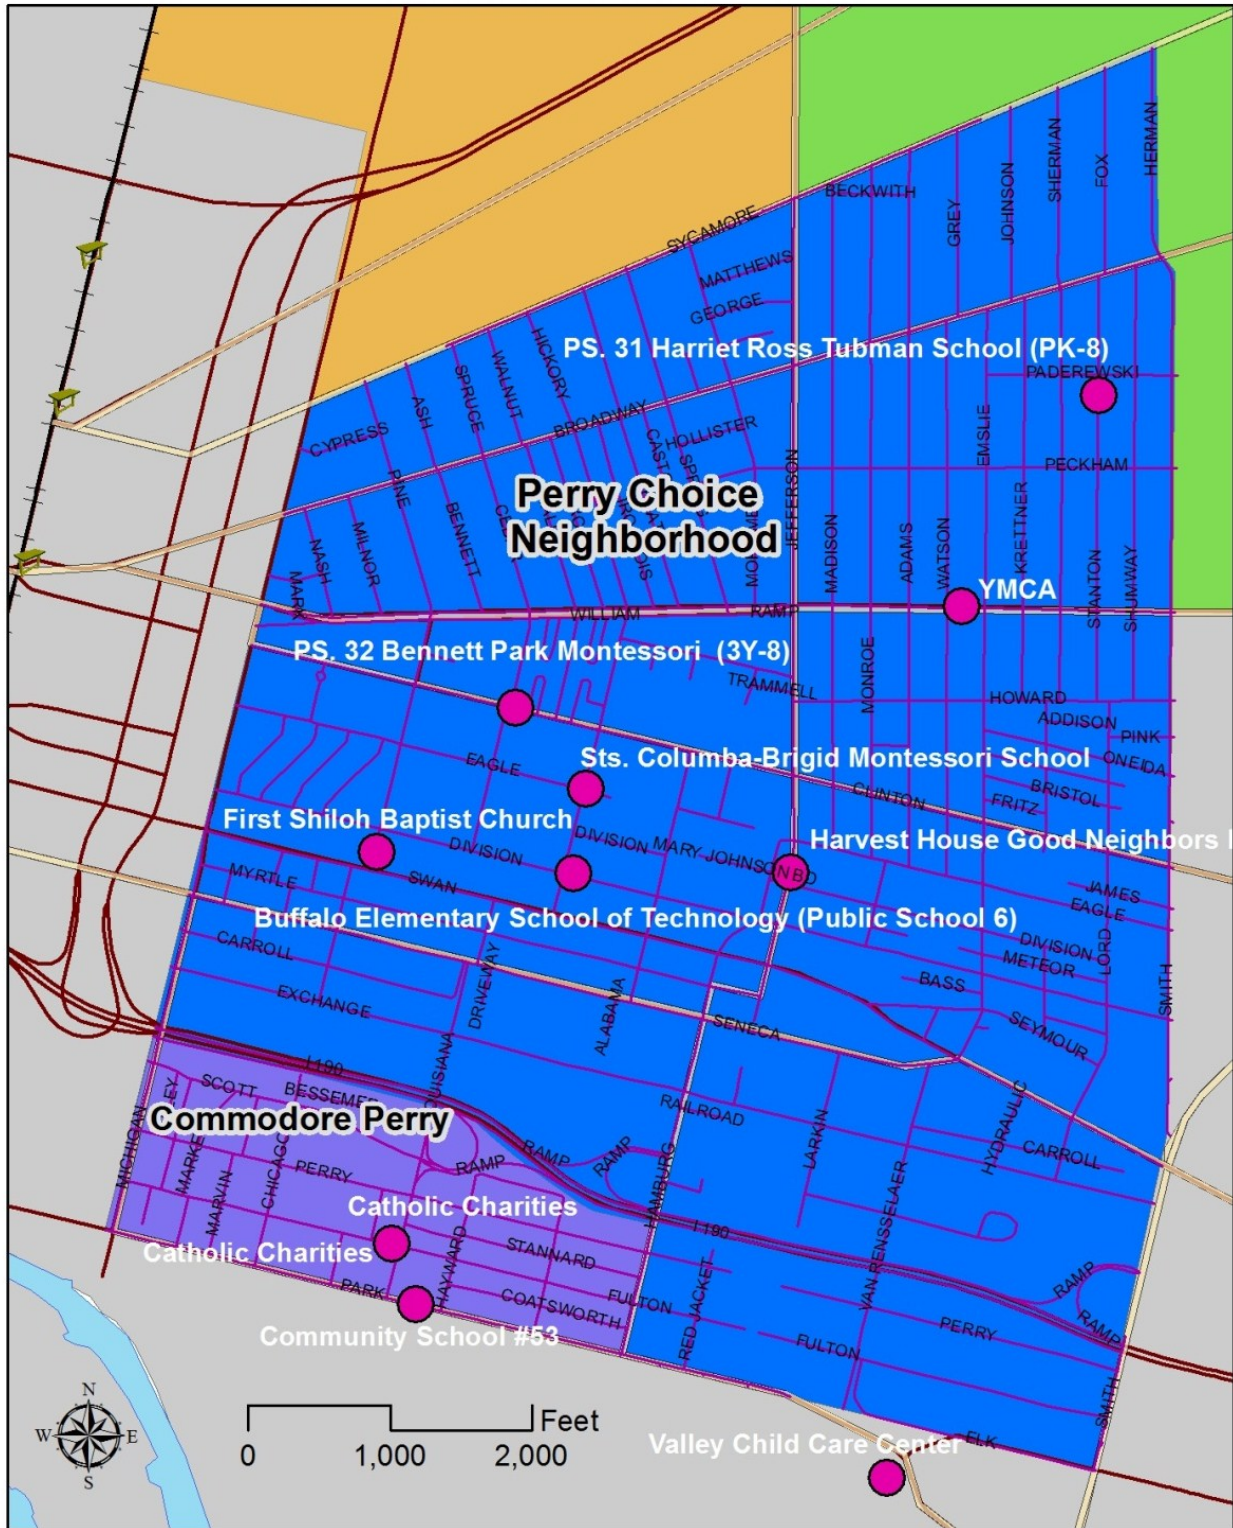 HERMAN
FOX
SHERMAN
JOHNSON
GREY
BECKWITH
SYCAMORE
MATTHEWS
GEORGE
PS. 31 Harriet Ross Tubman School (PK-8)
PADEREWSKI
HICKORY
WALNUT
SPRUCE
ASH
CYPRESS
BROADWAY
HOLLISTER
EMSLIE
PECKHAM
PINE
BENNETT
JEFFERSON
Perry Choice
Neighborhood
NASH
MILNOR
MARK
MADISON
ADAMS
WATSON
KRETTNER
STANTON
SHUMWAY
YMCA
WILLIAM
RAMP
PS. 32 Bennett Park Montessori (3Y-8)
TRAMMELL
MONROE
HOWARD
ADDISON
PINK
ONEIDA
EAGLE
Sts. Columba-Brigid Montessori School
BRISTOL
FRITZ
CLINTON
First Shiloh Baptist Church
DIVISION
DIVISION
MARY JOHNSON BD
Harvest House Good Neighbors
MYRTLE
SWAN
JAMES
EAGLE
Buffalo Elementary School of Technology (Public School 6)
DIVISION
METEOR
LORD
CARROLL
DRIVEWAY
BASS
SMITH
EXCHANGE
ALABAMA
SENECA
SEYMOUR
I 190
SCOTT
RAILROAD
LARKIN
HYDRAULIC
CARROLL
Commodore Perry
MICHIGAN
MARVIN
PERRY
RAMP
RAMP
RAMP
HAMBURG
Catholic Charities
Catholic Charities
STANNARD
I 190
VAN RENSSELAER
RAMP
PARK
HAYWARD
COATSWORTH
FULTON
RED JACKET
FULTON
PERRY
RAMP
Community School #53
SMITH
ELK
Valley Child Care Center
N
W
E
S
Feet
0
1,000
2,000